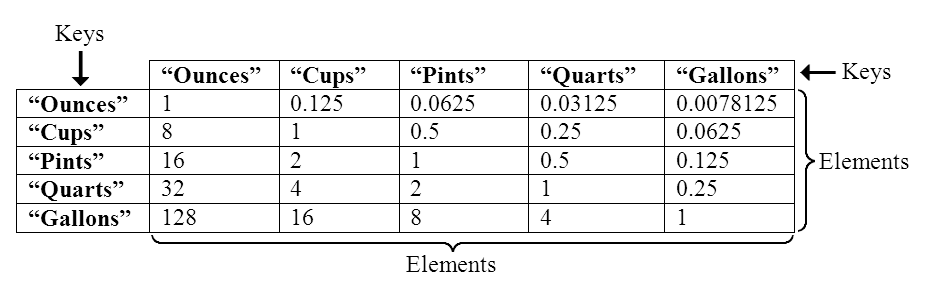 Keys
“Ounces” “Cups” “Pints” “Quarts” “Gallons” Keys
“Ounces” 1 0.125 0.0625 0.03125 0.0078125
“Cups” 8 1 0.5 0.25 0.0625
“Pints” 16 2 1 0.5 0.125 Elements
“Quarts” 32 4 2 1 0.25
“Gallons” 128 16 8 4 1
Elements